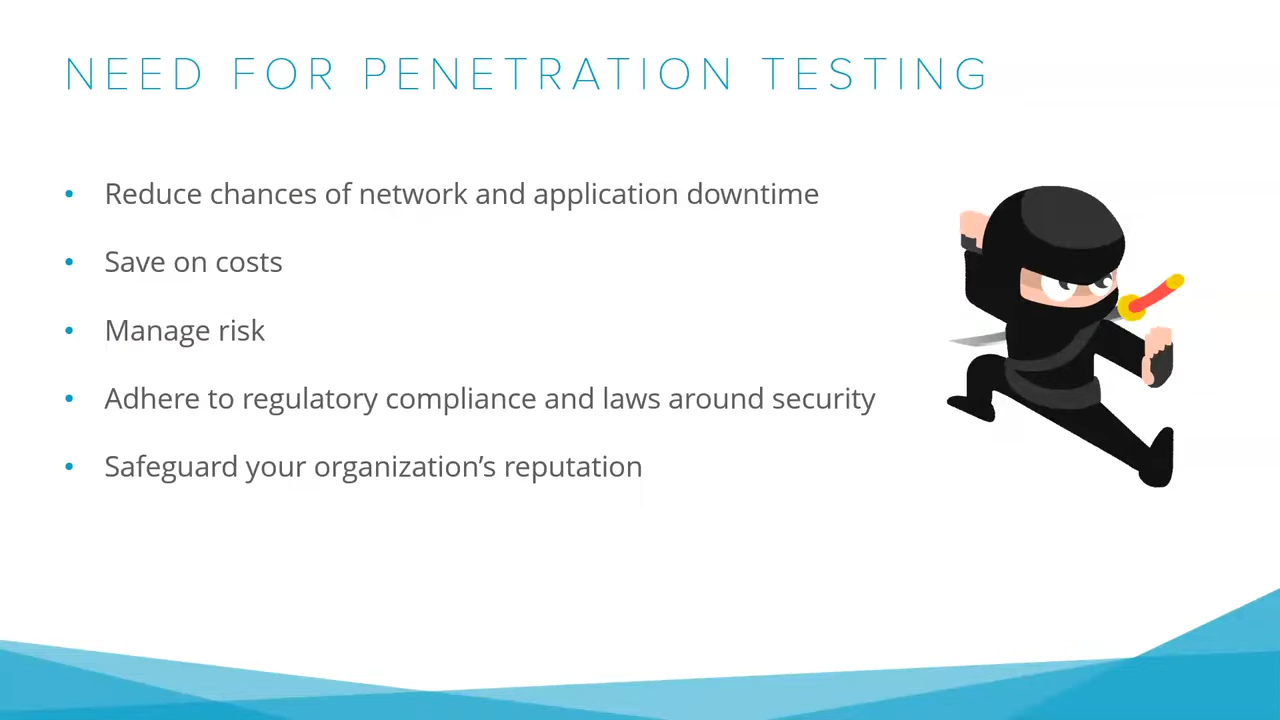 NEED FOR PENETRATION TESTING
• Reduce chances of network and application downtime
• Save on costs
• Manage risk
• Adhere to regulatory compliance and laws around security
• Safeguard your organization’s reputation